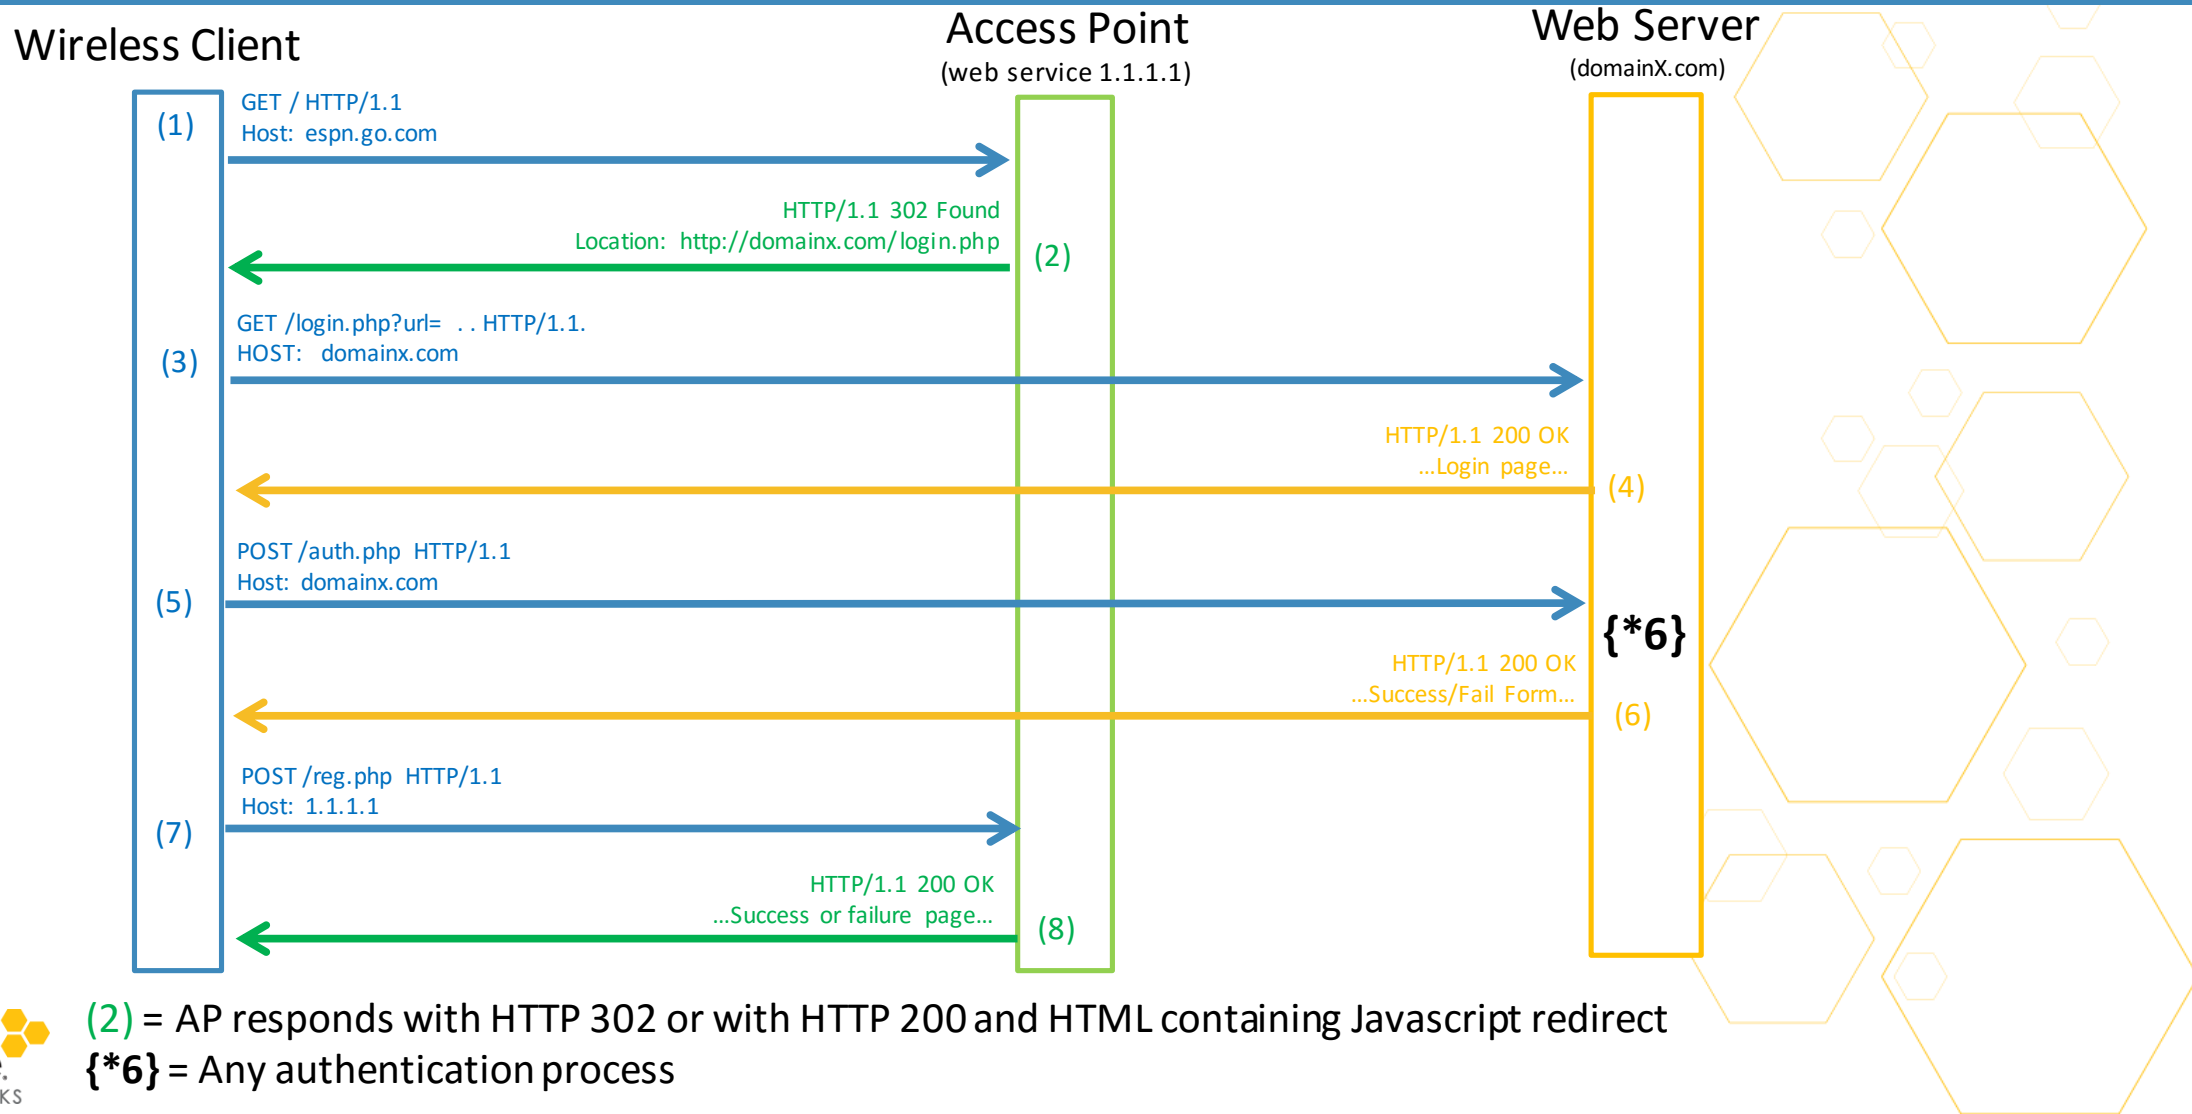 Wireless Client
Access Point
(web service 1.1.1.1)
Web Server
(domainX.com)
(1)
GET / HTTP/1.1
Host: espn.go.com
HTTP/1.1 302 Found
Location: http://domainx.com/login.php
(2)
GET /login.php?url= . . HTTP/1.1.
HOST: domainx.com
(3)
HTTP/1.1 200 OK
...Login page...
(4)
POST /auth.php HTTP/1.1
Host: domainx.com
(5)
{*6}
HTTP/1.1 200 OK
...Success/Fail Form...
(6)
POST /reg.php HTTP/1.1
Host: 1.1.1.1
(7)
HTTP/1.1 200 OK
...Success or failure page...
(8)
(2) = AP responds with HTTP 302 or with HTTP 200 and HTML containing Javascript redirect
{*6} = Any authentication process